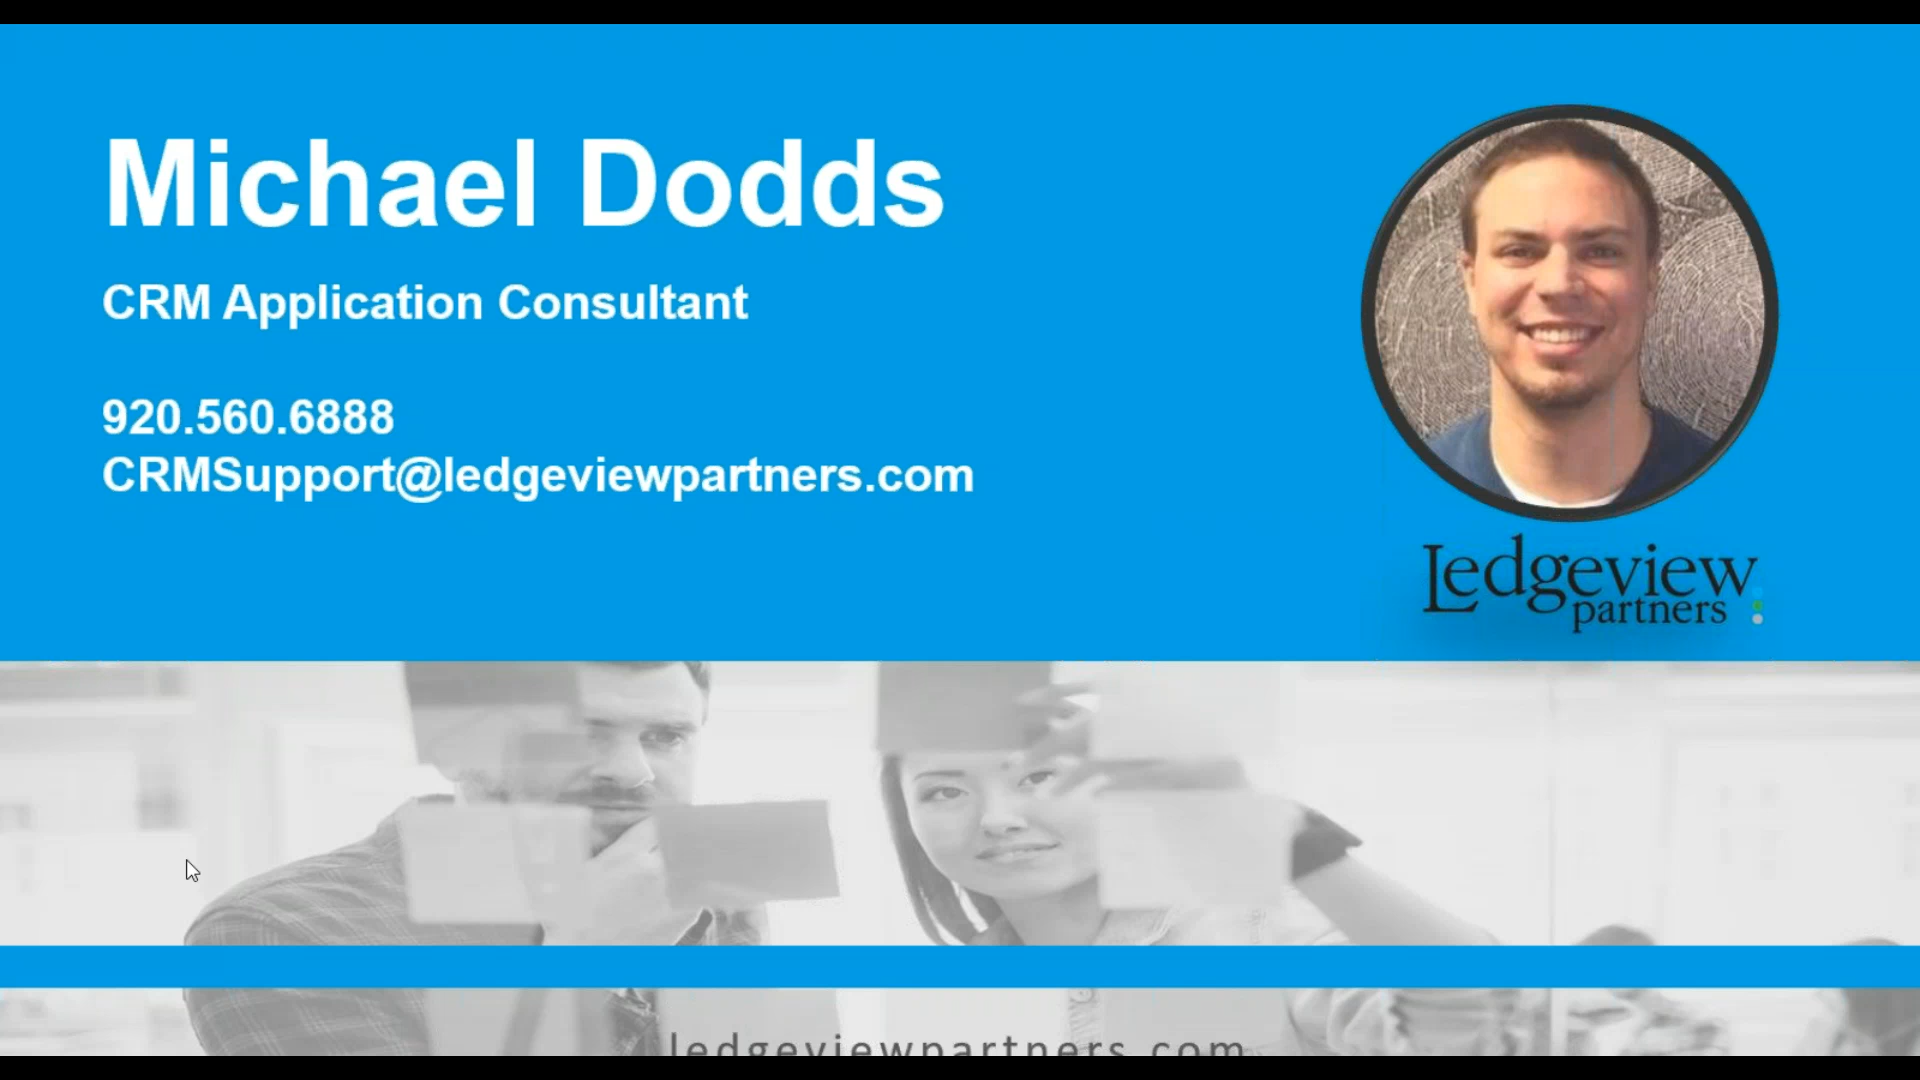 Michael Dodds
CRM Application Consultant
920.560.6888
CRMSupport@ledgeviewpartners.com
Ledgeview
partners
ledgeviewpartners.com